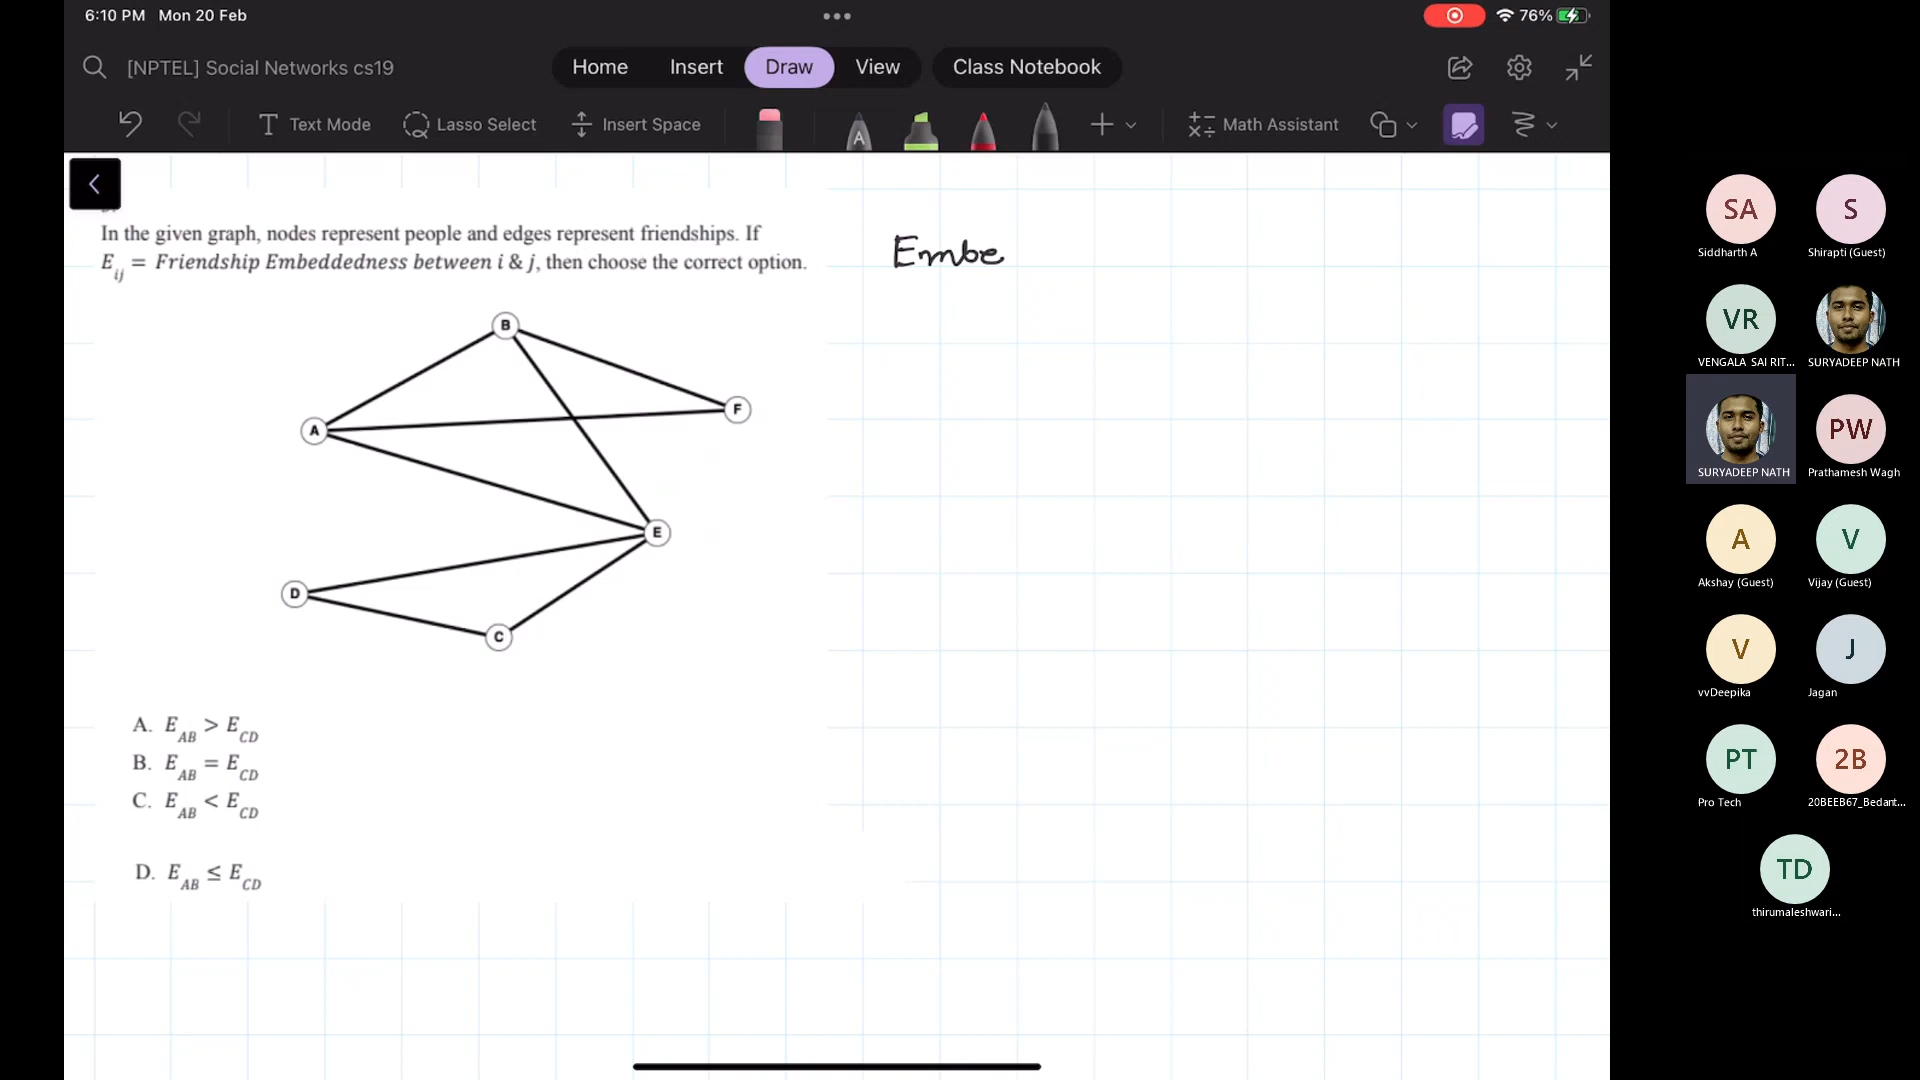 6:10 PM Mon 20 Feb
76%
[NPTEL] Social Networks cs19
Home Insert Draw View Class Notebook
Text Mode Lasso Select Insert Space
A
Math Assistant
In the given graph, nodes represent people and edges represent friendships. If
E_ij = Friendship Embeddedness between i & j, then choose the correct option.
Embe
B
F
A
E
D
C
A. E_AB > E_CD
B. E_AB = E_CD
C. E_AB < E_CD
D. E_AB ≤ E_CD
SA S
Siddharth A Shirapti (Guest)
VR
VENGALA SAI RIT... SURYADEEP NATH
PW
SURYADEEP NATH Prathamesh Wagh
A V
Akshay (Guest) Vijay (Guest)
V J
vvDeepika Jagan
PT 2B
Pro Tech 20BEEB67_Bedant...
TD
thirumaleshwari...